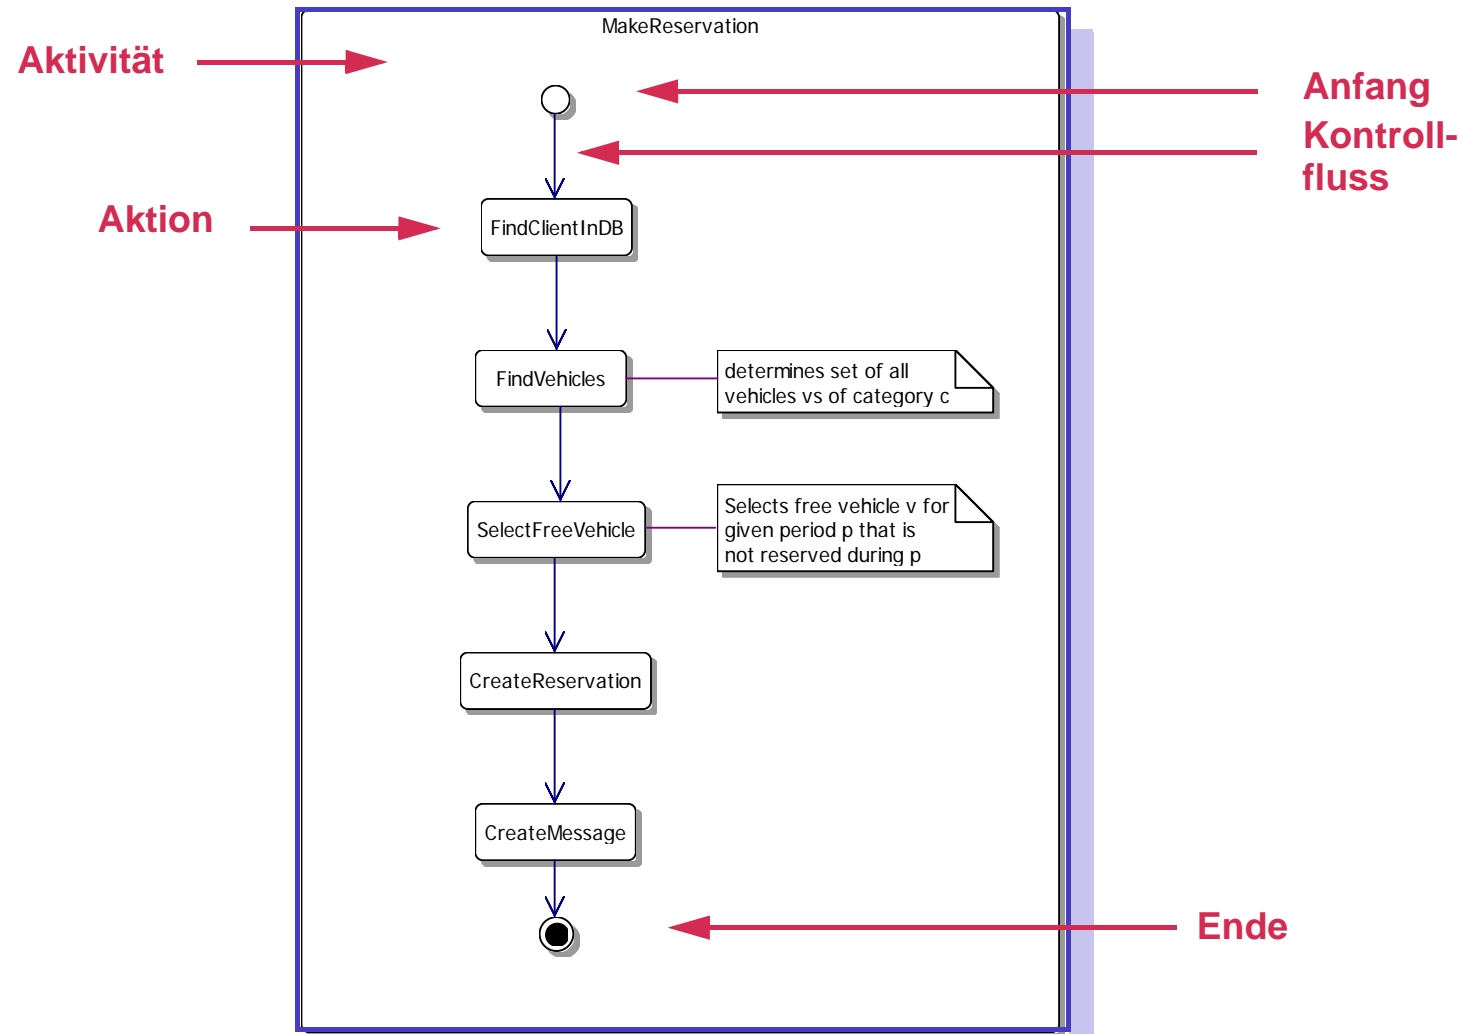 MakeReservation
Aktivität
Anfang
Kontroll-
fluss
Aktion
FindClientInDB
FindVehicles
determines set of all
vehicles vs of category c
SelectFreeVehicle
Selects free vehicle v for
given period p that is
not reserved during p
CreateReservation
CreateMessage
Ende